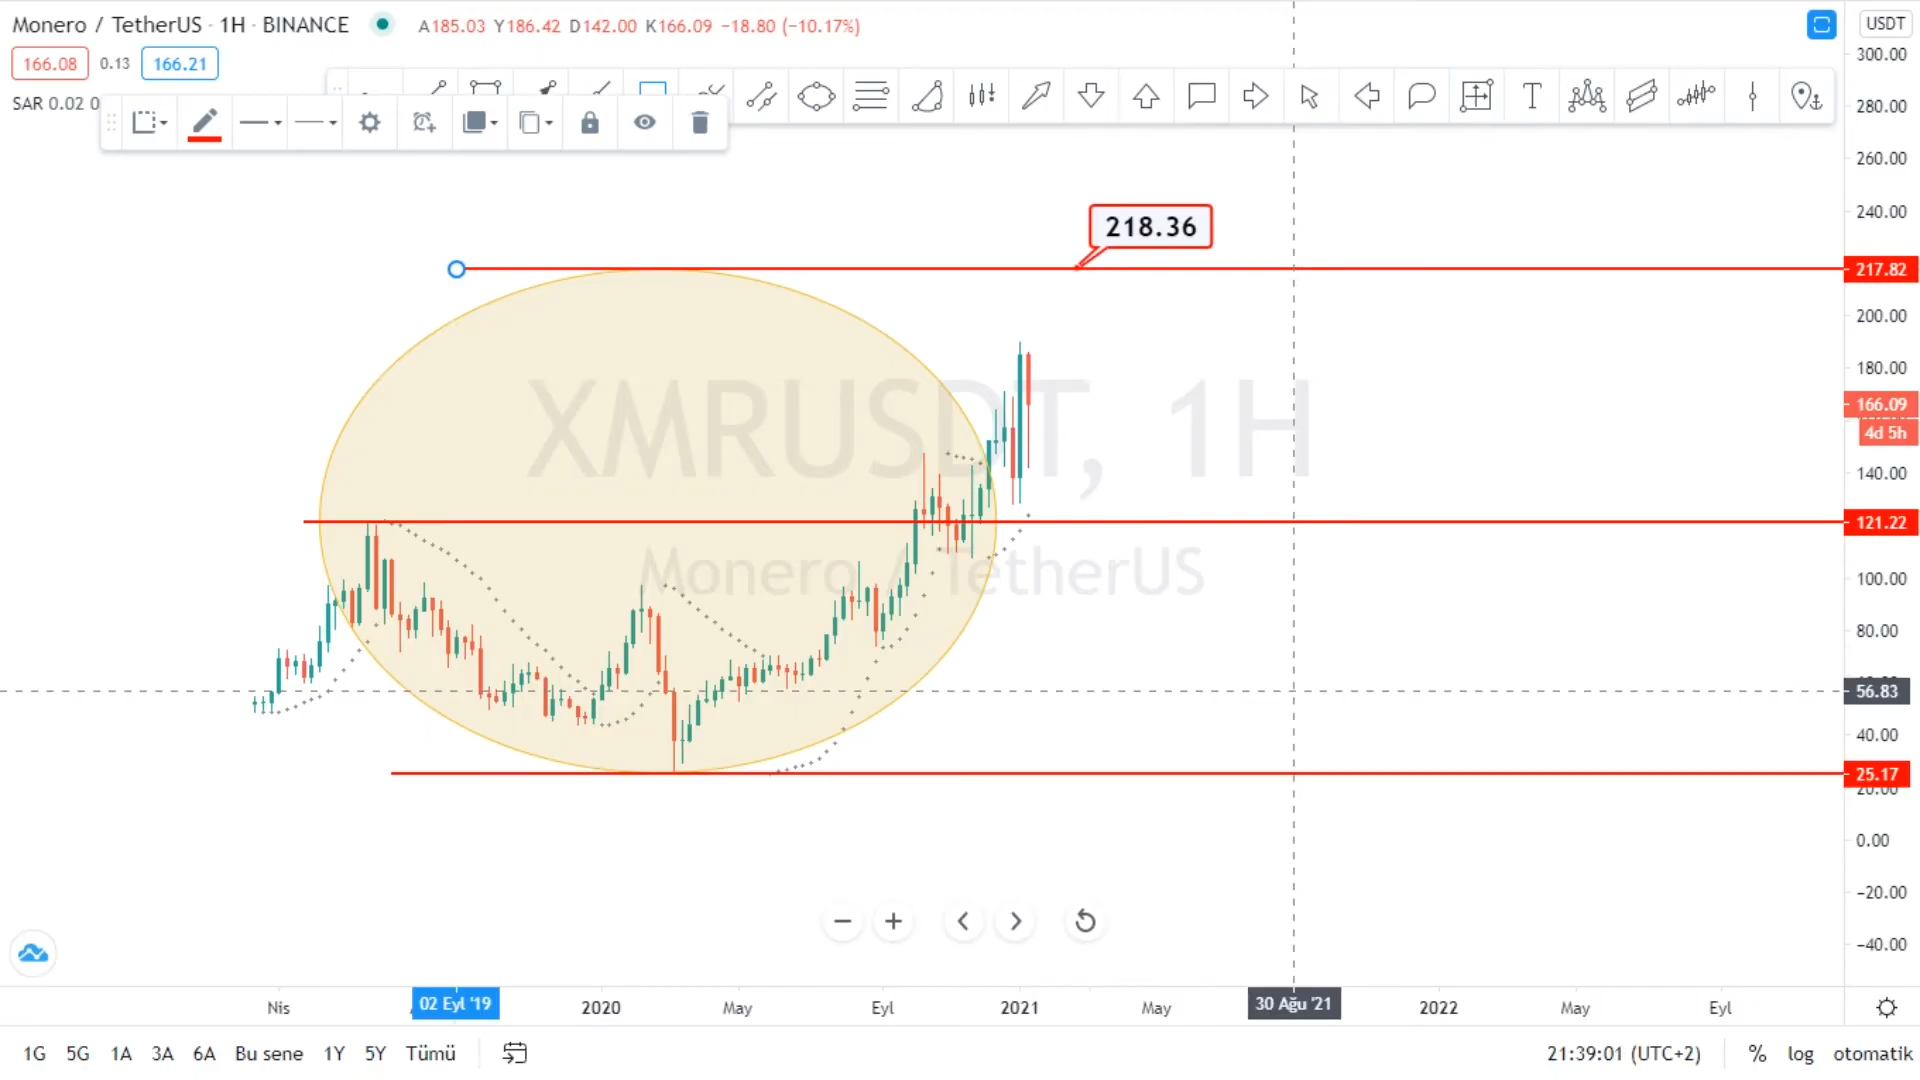 Monero / TetherUS · 1H · BINANCE A185.03 Y186.42 D142.00 K166.09 −18.80 (−10.17%)
USDT
166.08 0.13 166.21
SAR 0.02 0
T
300.00
280.00
260.00
240.00
218.36
217.82
200.00
180.00
XMRUSDT, 1H
166.09
4d 5h
140.00
121.22
Monero / TetherUS
100.00
80.00
56.83
40.00
25.17
20.00
0.00
−20.00
−40.00
Nis 02 Eyl '19 2020 May Eyl 2021 May 30 Ağu '21 2022 May Eyl
1G 5G 1A 3A 6A Bu sene 1Y 5Y Tümü 21:39:01 (UTC+2) % log otomatik